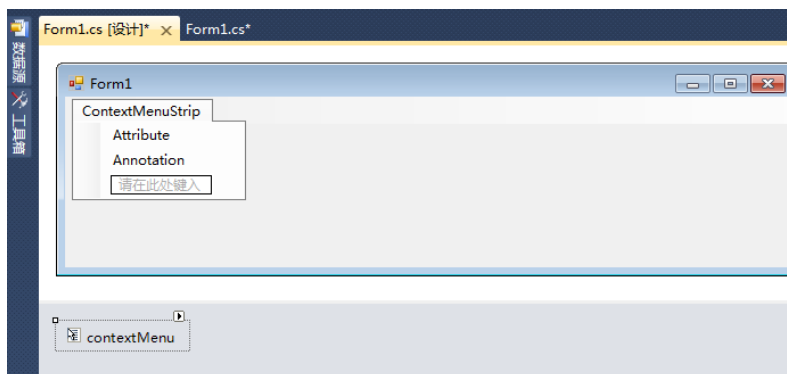 Form1.cs [设计]* × Form1.cs*
数据源
工具箱
Form1
ContextMenuStrip
Attribute
Annotation
请在此处键入
contextMenu